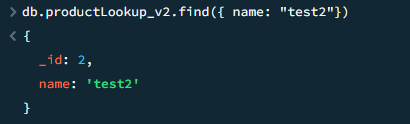 > db.productLookup_v2.find({ name: "test2"})
< {
_id: 2,
name: 'test2'
}